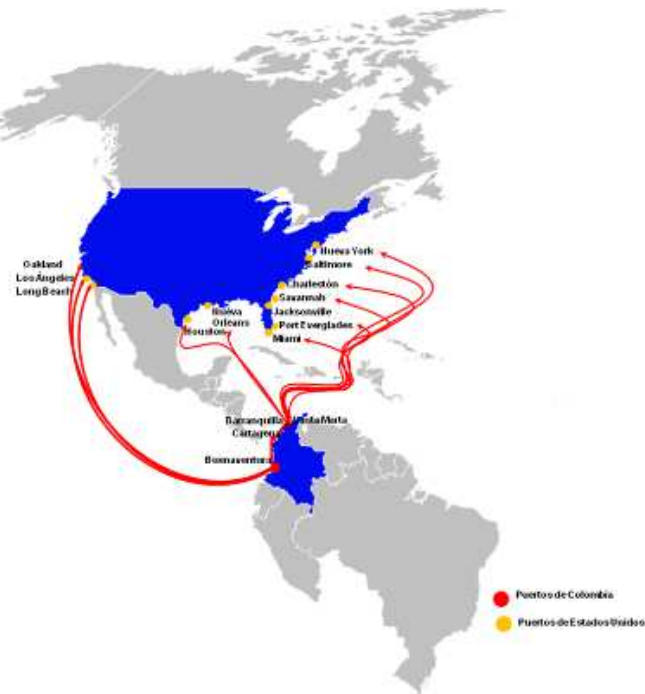 Nueva York
Baltimore
Oakland
Los Ángeles
Long Beach
Charlestón
Savannah
Jacksonville
Nueva
Orleans
Port Everglades
Houston
Miami
Barranquilla
Santa Marta
Cartagena
Buenaventura
Puertos de Colombia
Puertos de Estados Unidos